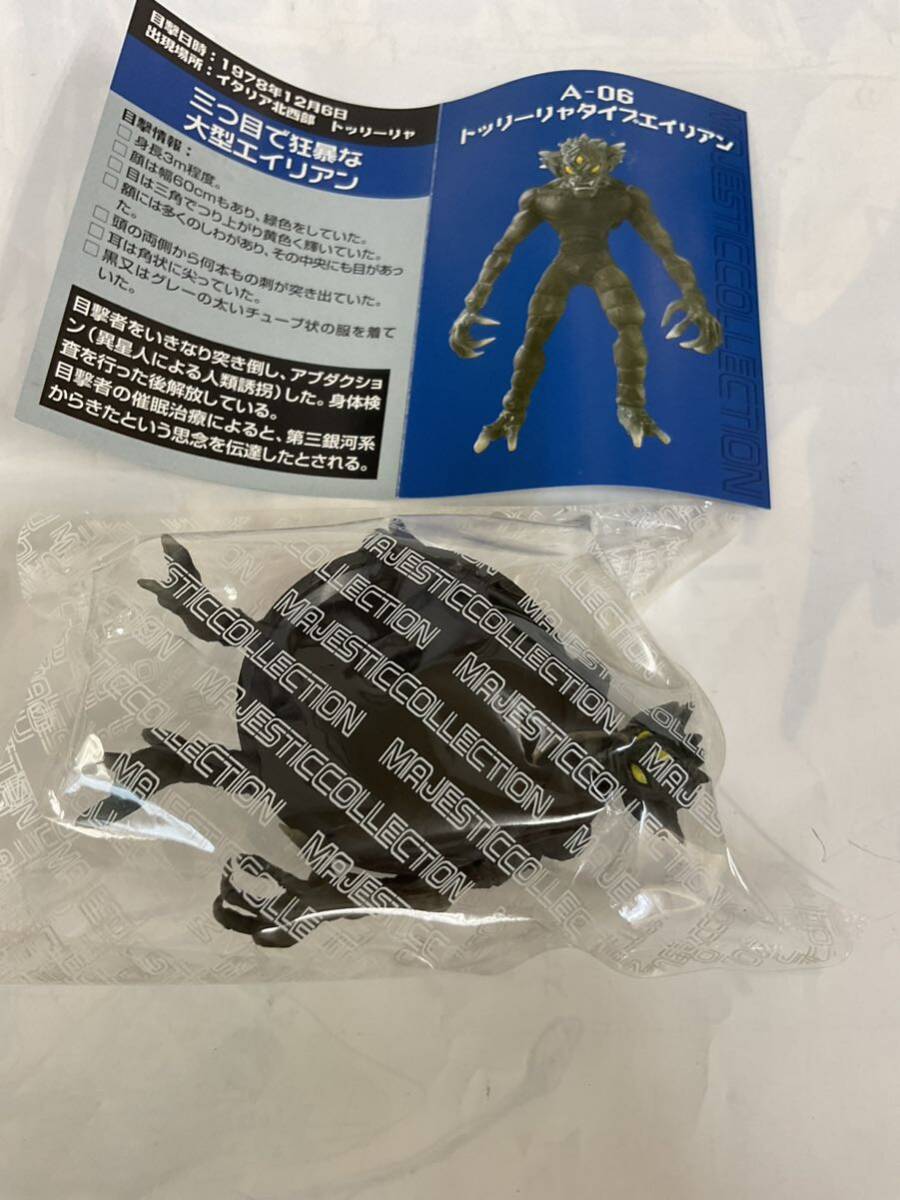 目撃日時：1978年12月6日
出現場所：イタリア北西部　トッリーリャ
三つ目で狂暴な
大型エイリアン
目撃情報：
□ 身長3m程度。
□ 顔は幅60cmもあり、緑色をしていた。
□ 目は三角でつり上がり黄色く輝いていた。
□ 額には多くのしわがあり、その中央にも目があっ
た。
□ 頭の両側から何本もの刺が突き出ていた。
□ 耳は角状に尖っていた。
□ 黒又はグレーの太いチューブ状の服を着て
いた。
目撃者をいきなり突き倒し、アブダクショ
ン（異星人による人類誘拐）した。身体検
査を行った後解放している。
目撃者の催眠治療によると、第三銀河系
からきたという思念を伝達したとされる。
A-06
トッリーリャタイプエイリアン
MAJESTICCOLLECTION
MAJESTICCOLLECTION
MAJESTICCOLLECTION
MAJESTICCOLLECTION
MAJESTICCOLLECTION